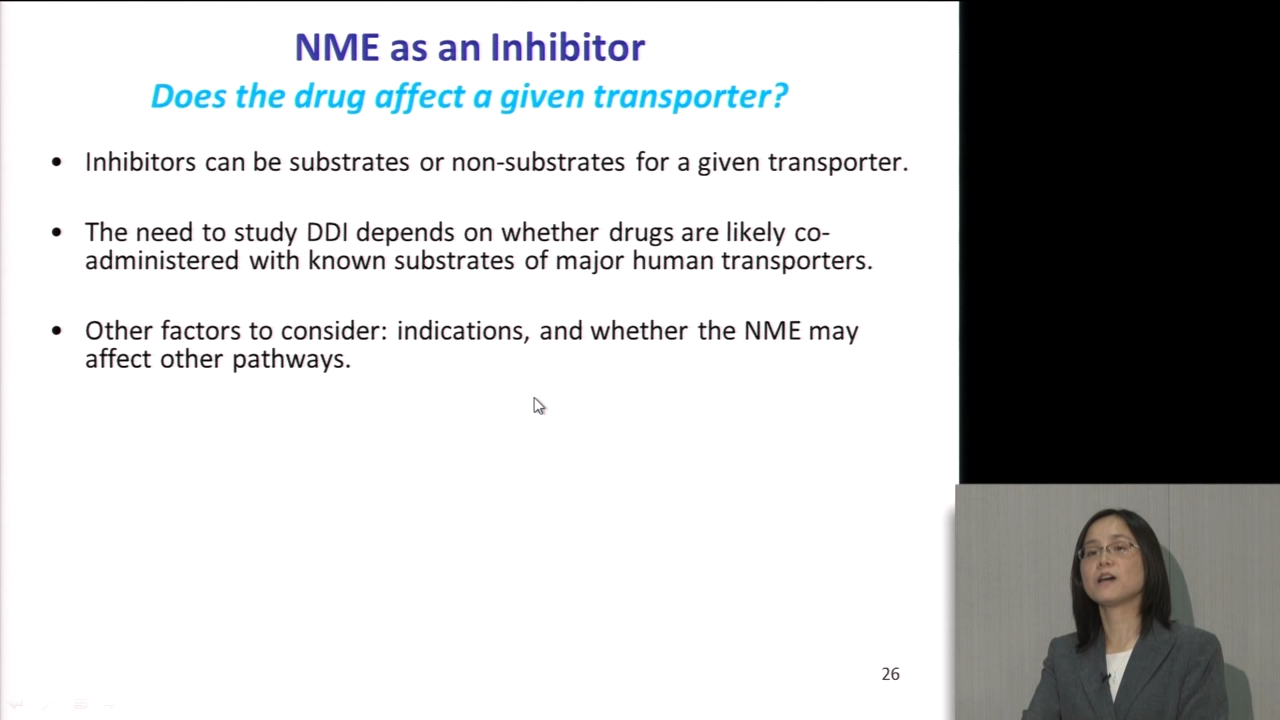 NME as an Inhibitor
Does the drug affect a given transporter?
• Inhibitors can be substrates or non-substrates for a given transporter.
• The need to study DDI depends on whether drugs are likely co-
administered with known substrates of major human transporters.
• Other factors to consider: indications, and whether the NME may
affect other pathways.
26